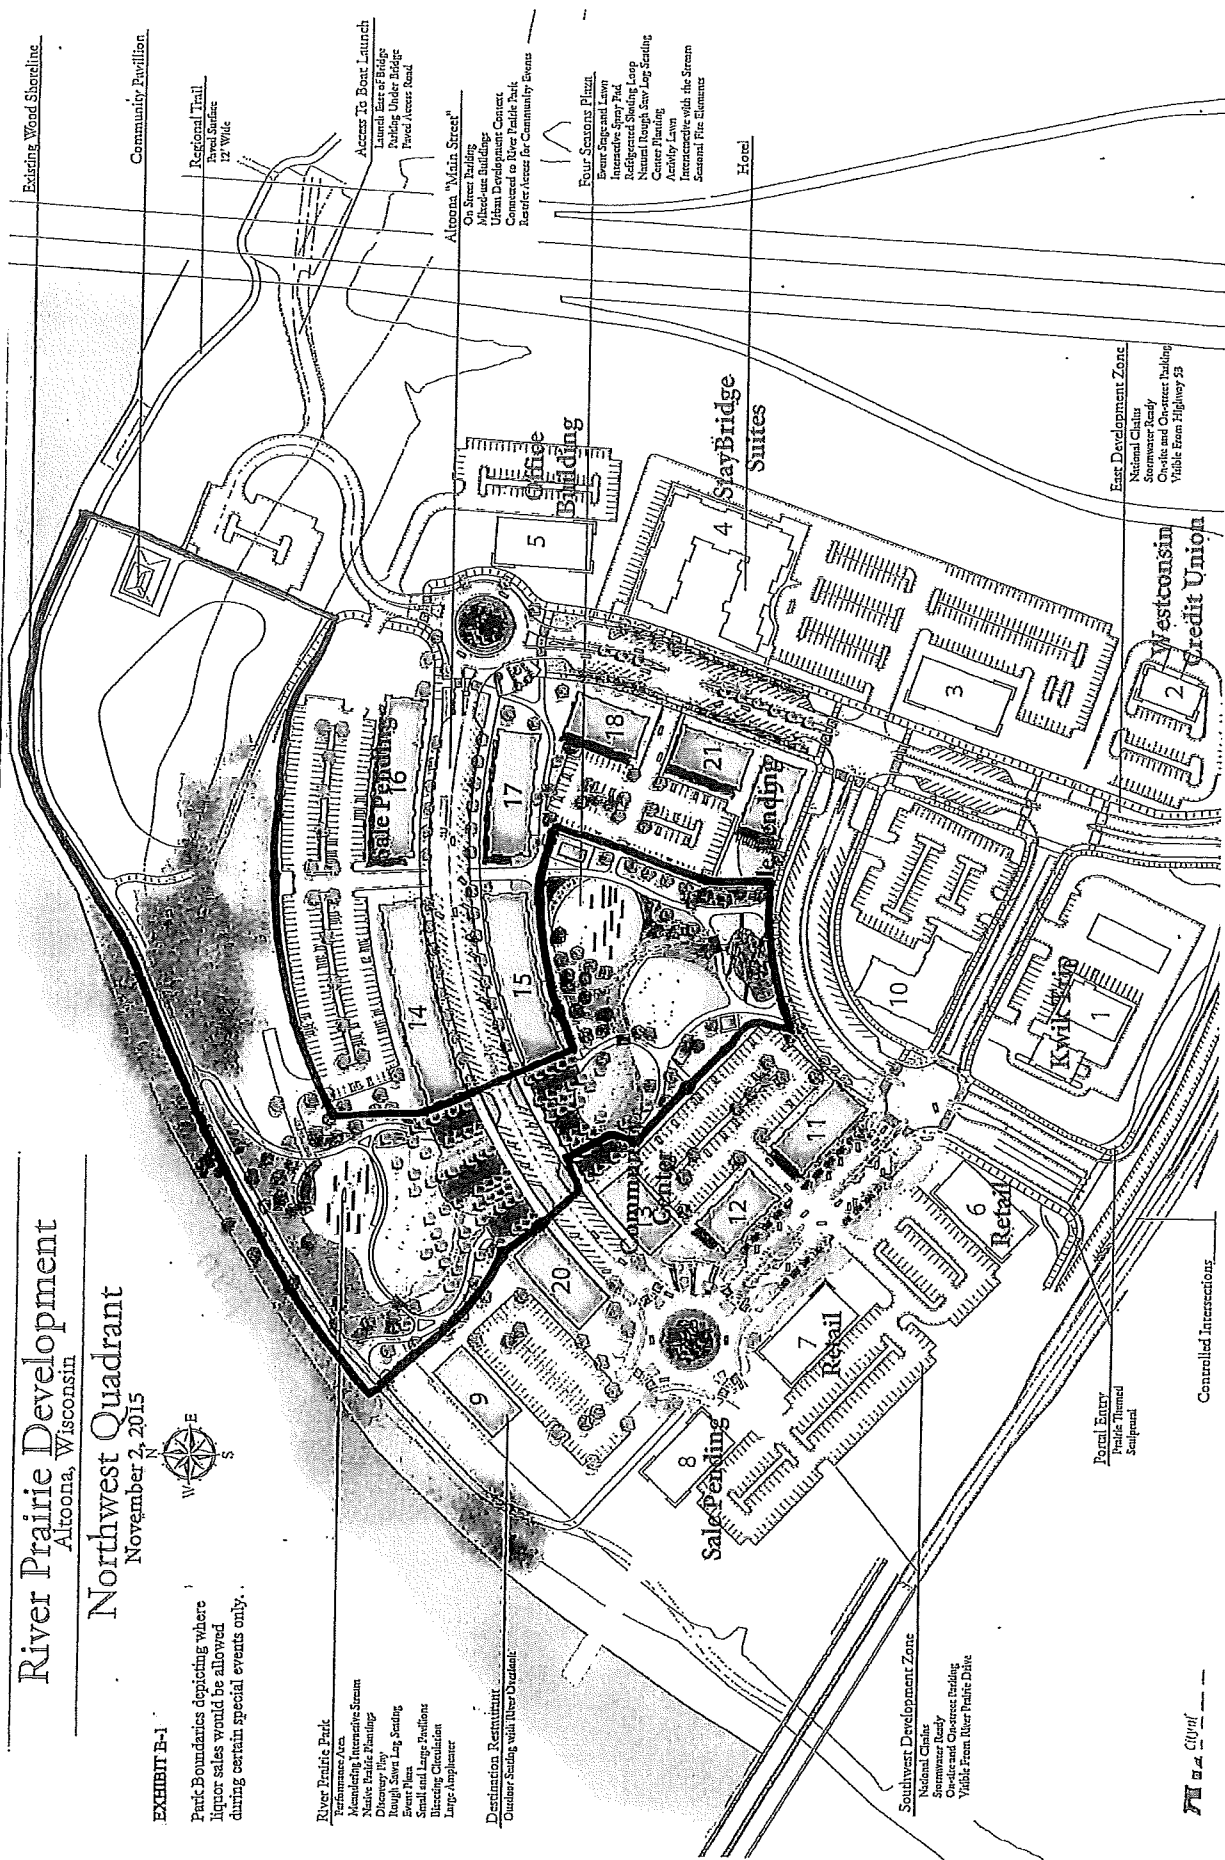 River Prairie Development
Altoona, Wisconsin
Northwest Quadrant
November 2, 2015
N
W
E
S
EXHIBIT B-1
Park Boundaries depicting where
liquor sales would be allowed
during certain special events only.
River Prairie Park
Performance Area
Meandering Interactive Stream
Native Prairie Plantings
Discovery Play
Rough Sawn Log Seating
Event Plaza
Small and Large Pavilions
Large
Destination Restaurant
Outdoor Seating with River Overlook
Southwest Development Zone
National Chains
Stormwater Ready
On-site and On-street Parking
Visible From River Prairie Drive
Existing Wood Shoreline
Community Pavillion
Regional Trail
Paved Surface
12' Wide
Access To Boat Launch
Launch East of Bridge
Parking Under Bridge
Paved Access Road
Altoona "Main Street"
On Street Parking
Mixed-use Buildings
Urban Development Context
Connected to River Prairie Park
Restrict Access for Community Events
Four Seasons Plaza
Event Stage and Lawn
Interactive Spray Pad
Refrigerated Skating Loop
Natural Rough Saw Log Seating
Planting
Activity Lawn
with the Stream
Seasonal Fire Elements
Hotel
East Development Zone
National Chains
Stormwater Ready
On-site and On-street Parking
Visible From Highway 53
Portal Entry
Prairie Themed
Sculptural
Controlled Intersections
Office
Building
5
StayBridge
Suites
4
3
Westconsin
Credit Union
2
Sale Pending
16
17
18
21
Pending
14
15
10
Kwik Trip
1
Center
13
12
11
20
9
8
Sale Pending
7
Retail
6
Retail